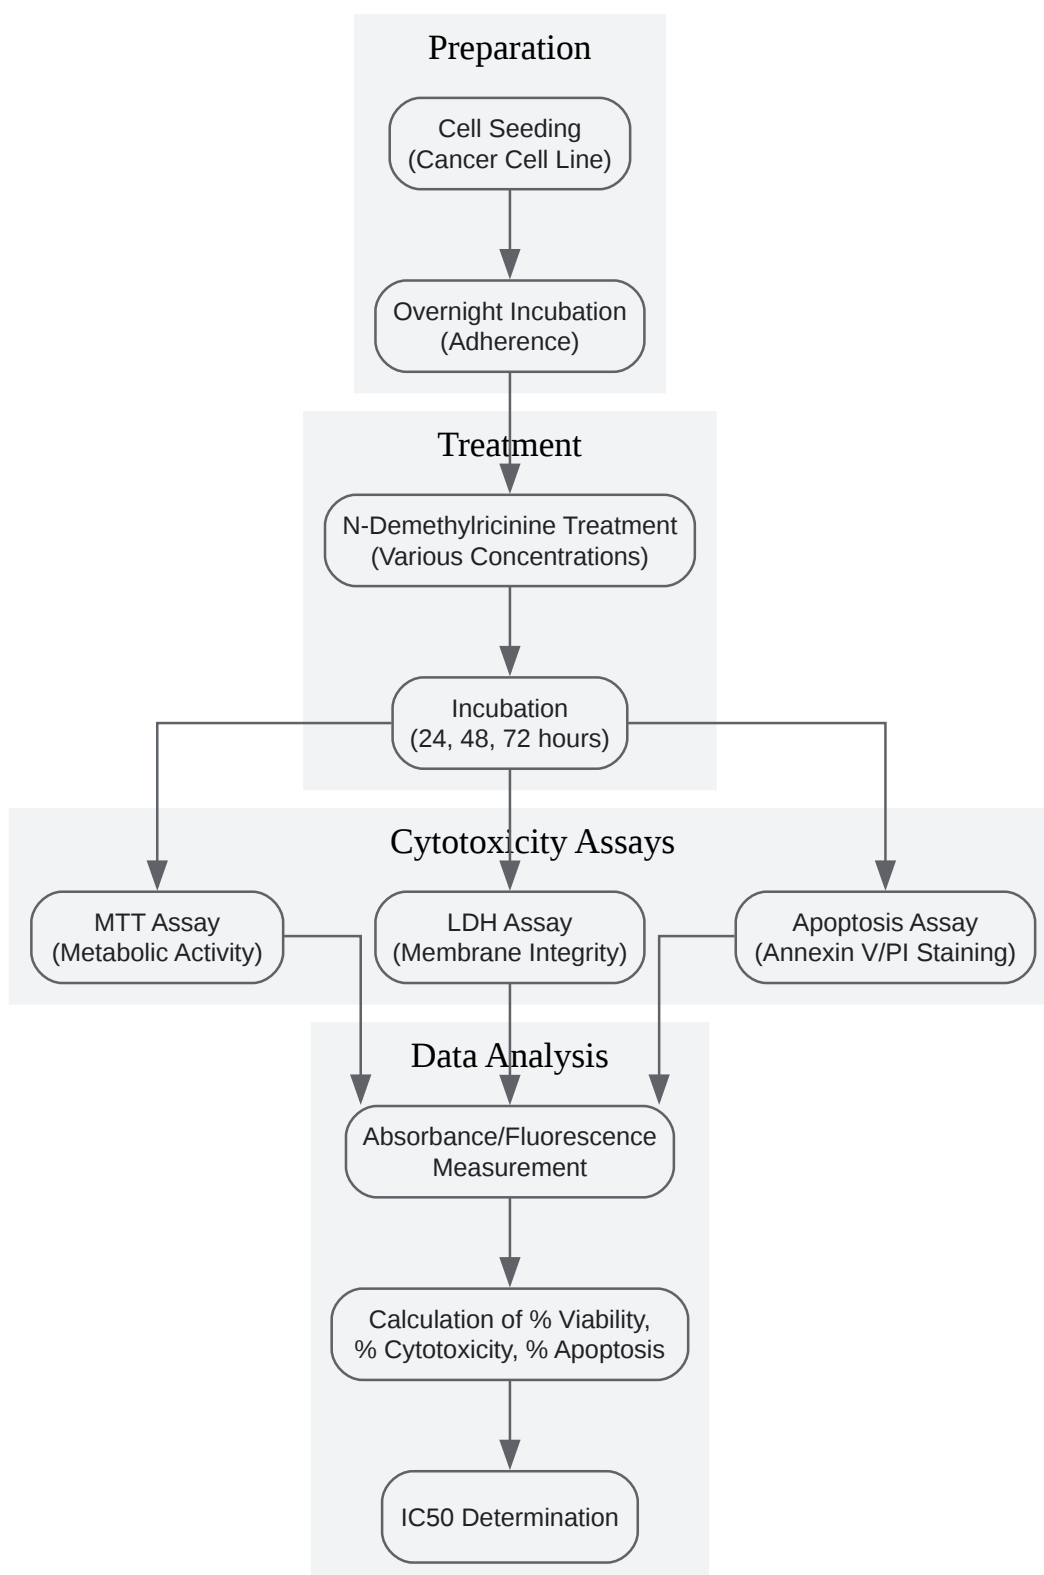 Preparation
Cell Seeding
(Cancer Cell Line)
Overnight Incubation
(Adherence)
Treatment
N-Demethylricinine Treatment
(Various Concentrations)
Incubation
(24, 48, 72 hours)
Cytotoxicity Assays
MTT Assay
(Metabolic Activity)
LDH Assay
(Membrane Integrity)
Apoptosis Assay
(Annexin V/PI Staining)
Data Analysis
Absorbance/Fluorescence
Measurement
Calculation of % Viability,
% Cytotoxicity, % Apoptosis
IC50 Determination